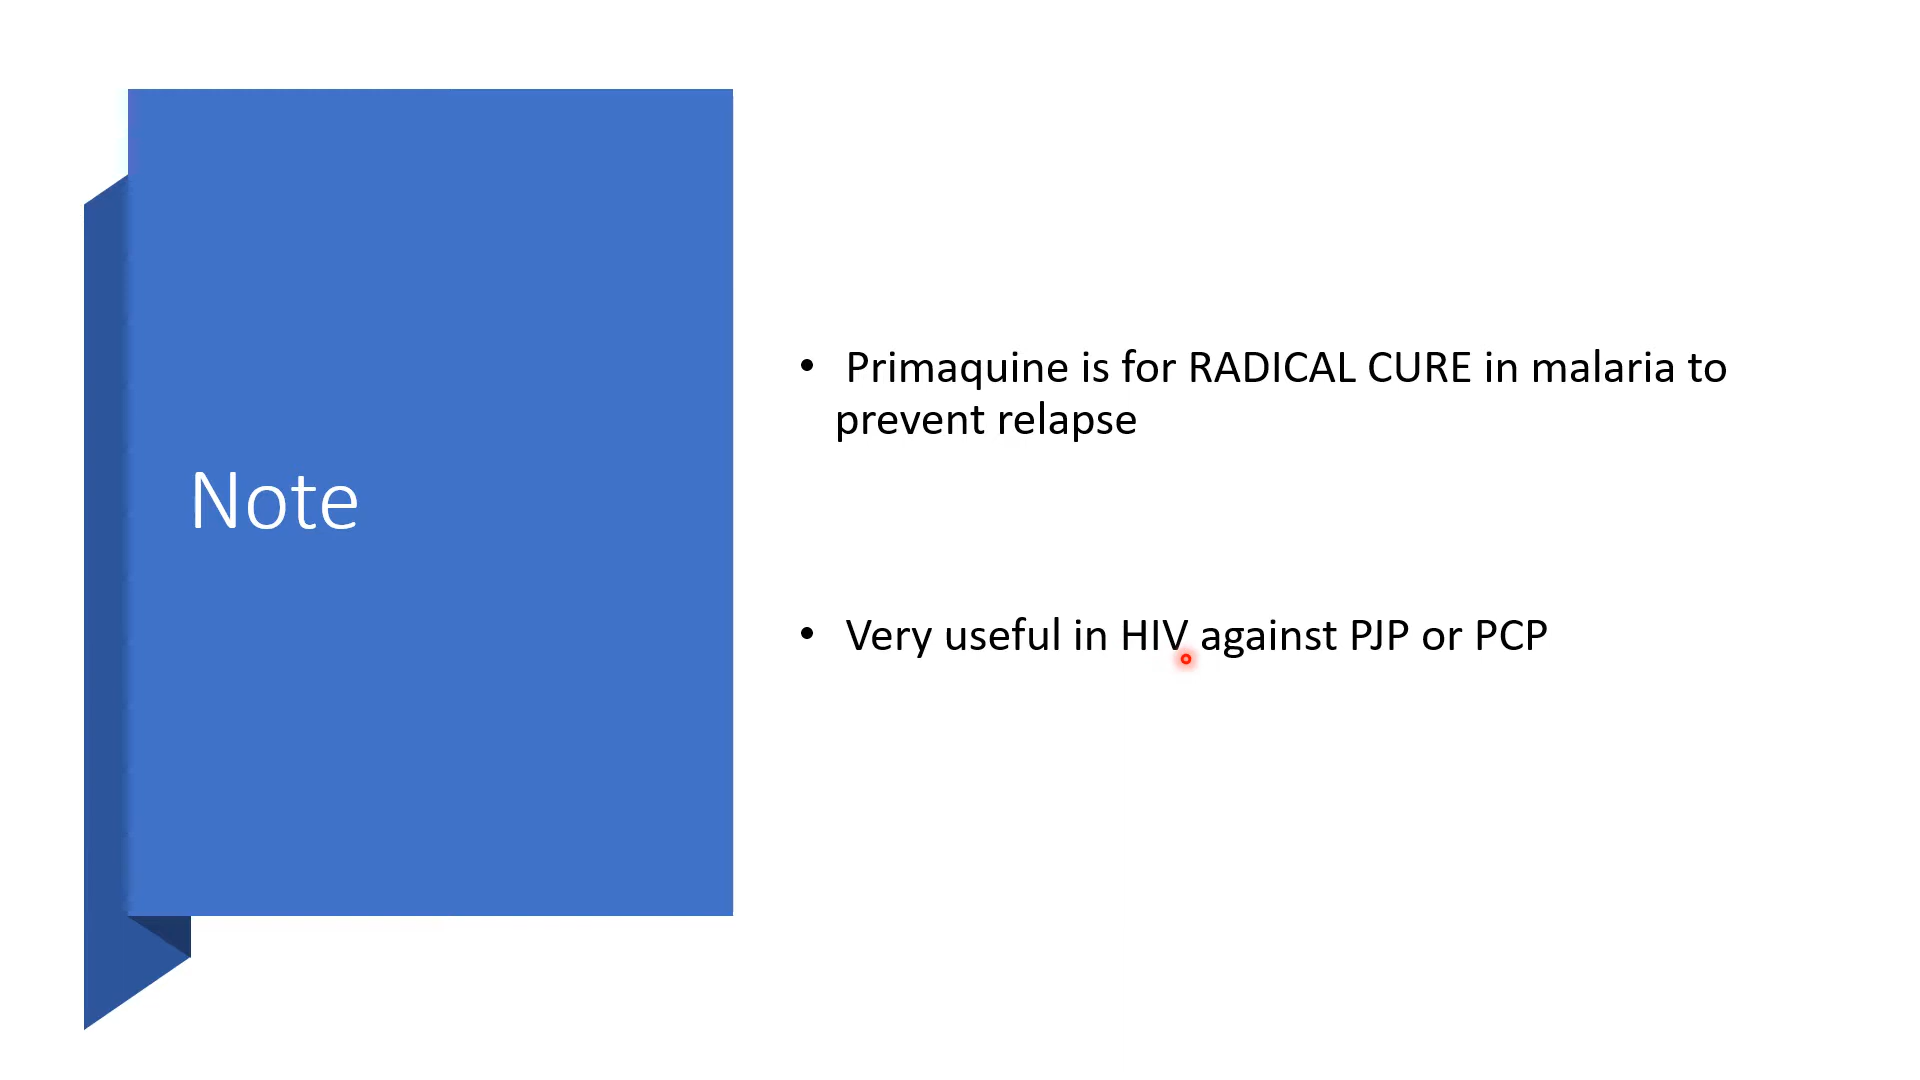 Note
• Primaquine is for RADICAL CURE in malaria to
prevent relapse
• Very useful in HIV against PJP or PCP